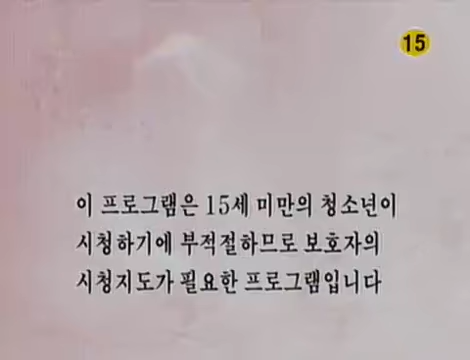 15
이 프로그램은 15세 미만의 청소년이
시청하기에 부적절하므로 보호자의
시청지도가 필요한 프로그램입니다